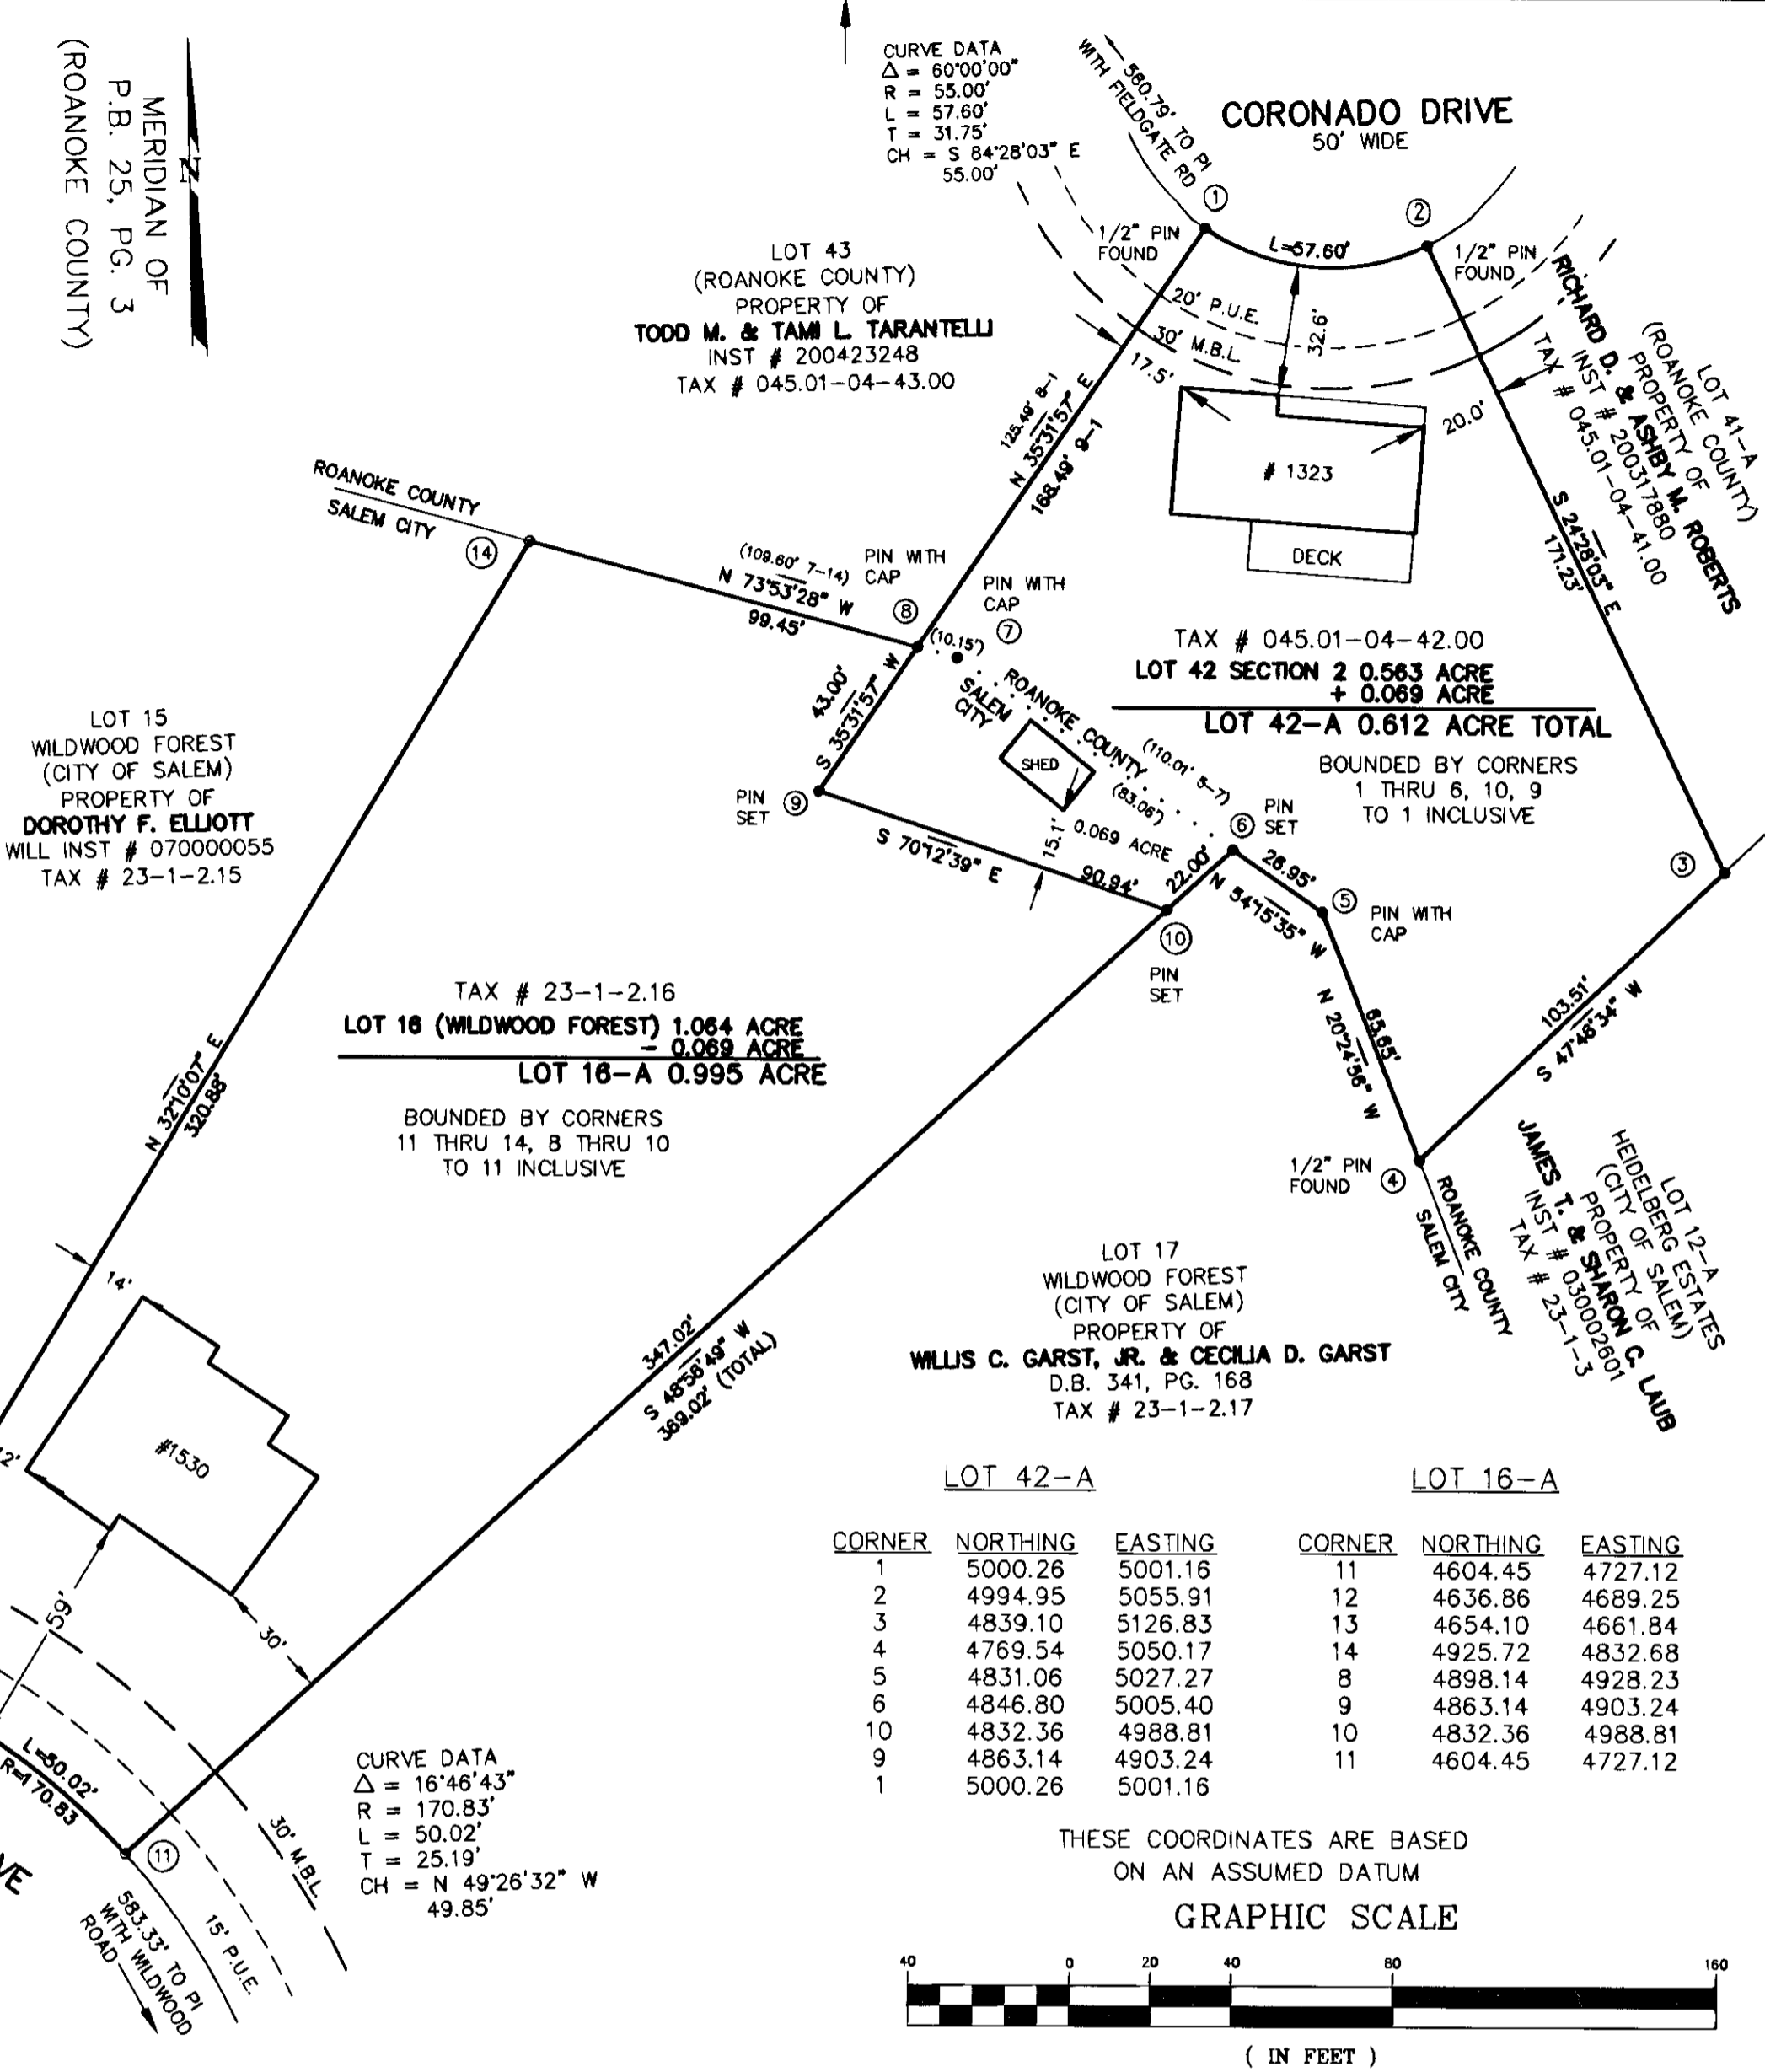 MERIDIAN OF
P.B. 25, PG. 3
(ROANOKE COUNTY)
N
CURVE DATA
Δ = 60°00'00"
R = 55.00'
L = 57.60'
T = 31.75'
CH = S 84°28'03" E
55.00'
560.79' TO PI
WITH FIELDGATE RD
CORONADO DRIVE
50' WIDE
1
2
1/2" PIN
FOUND
L=57.60'
1/2" PIN
FOUND
LOT 43
(ROANOKE COUNTY)
PROPERTY OF
TODD M. & TAMI L. TARANTELLI
INST # 200423248
TAX # 045.01-04-43.00
20' P.U.E.
30' M.B.L.
32.6'
17.5'
20.0'
LOT 41-A
(ROANOKE COUNTY)
PROPERTY OF
RICHARD D. & ASHBY M. ROBERTS
INST # 200317880
TAX # 045.01-04-41.00
125.49' 8-1
N 35°31'57" E
168.49' 9-1
# 1323
DECK
S 24°28'03" E
171.23'
ROANOKE COUNTY
SALEM CITY
14
(109.60' 7-14)
N 73°53'28" W
99.45'
PIN WITH
CAP
8
PIN WITH
CAP
7
(10.15')
TAX # 045.01-04-42.00
LOT 42 SECTION 2 0.563 ACRE
+ 0.069 ACRE
LOT 42-A 0.612 ACRE TOTAL
BOUNDED BY CORNERS
1 THRU 6, 10, 9
TO 1 INCLUSIVE
43.00'
S 35°31'57" W
ROANOKE COUNTY
SALEM
CITY
SHED
(110.01' 5-7)
(83.06')
LOT 15
WILDWOOD FOREST
(CITY OF SALEM)
PROPERTY OF
DOROTHY F. ELLIOTT
WILL INST # 070000055
TAX # 23-1-2.15
PIN
SET
9
S 70°12'39" E
90.94'
15.1'
0.069 ACRE
6
PIN
SET
22.00'
26.95'
N 54°15'35" W
5
PIN WITH
CAP
3
10
PIN
SET
TAX # 23-1-2.16
LOT 16 (WILDWOOD FOREST) 1.064 ACRE
- 0.069 ACRE
LOT 16-A 0.995 ACRE
BOUNDED BY CORNERS
11 THRU 14, 8 THRU 10
TO 11 INCLUSIVE
N 32°10'07" E
320.88'
N 20°24'56" W
65.65'
103.51'
S 47°46'34" W
1/2" PIN
FOUND
4
ROANOKE COUNTY
SALEM CITY
LOT 12-A
HEIDELBERG ESTATES
(CITY OF SALEM)
PROPERTY OF
JAMES T. & SHARON C. LAUB
INST # 030002601
TAX # 23-1-3
LOT 17
WILDWOOD FOREST
(CITY OF SALEM)
PROPERTY OF
WILLIS C. GARST, JR. & CECILIA D. GARST
D.B. 341, PG. 168
TAX # 23-1-2.17
347.02'
S 48°58'49" W
369.02' (TOTAL)
14'
#1530
12'
59'
30'
LOT 42-A
CORNER NORTHING EASTING
1 5000.26 5001.16
2 4994.95 5055.91
3 4839.10 5126.83
4 4769.54 5050.17
5 4831.06 5027.27
6 4846.80 5005.40
10 4832.36 4988.81
9 4863.14 4903.24
1 5000.26 5001.16
LOT 16-A
CORNER NORTHING EASTING
11 4604.45 4727.12
12 4636.86 4689.25
13 4654.10 4661.84
14 4925.72 4832.68
8 4898.14 4928.23
9 4863.14 4903.24
10 4832.36 4988.81
11 4604.45 4727.12
THESE COORDINATES ARE BASED
ON AN ASSUMED DATUM
L=50.02'
R=170.83
11
CURVE DATA
Δ = 16°46'43"
R = 170.83'
L = 50.02'
T = 25.19'
CH = N 49°26'32" W
49.85'
30' M.B.L.
15' P.U.E.
583.33' TO PI
WITH WILDWOOD
ROAD
VE
GRAPHIC SCALE
40 0 20 40 80 160
( IN FEET )